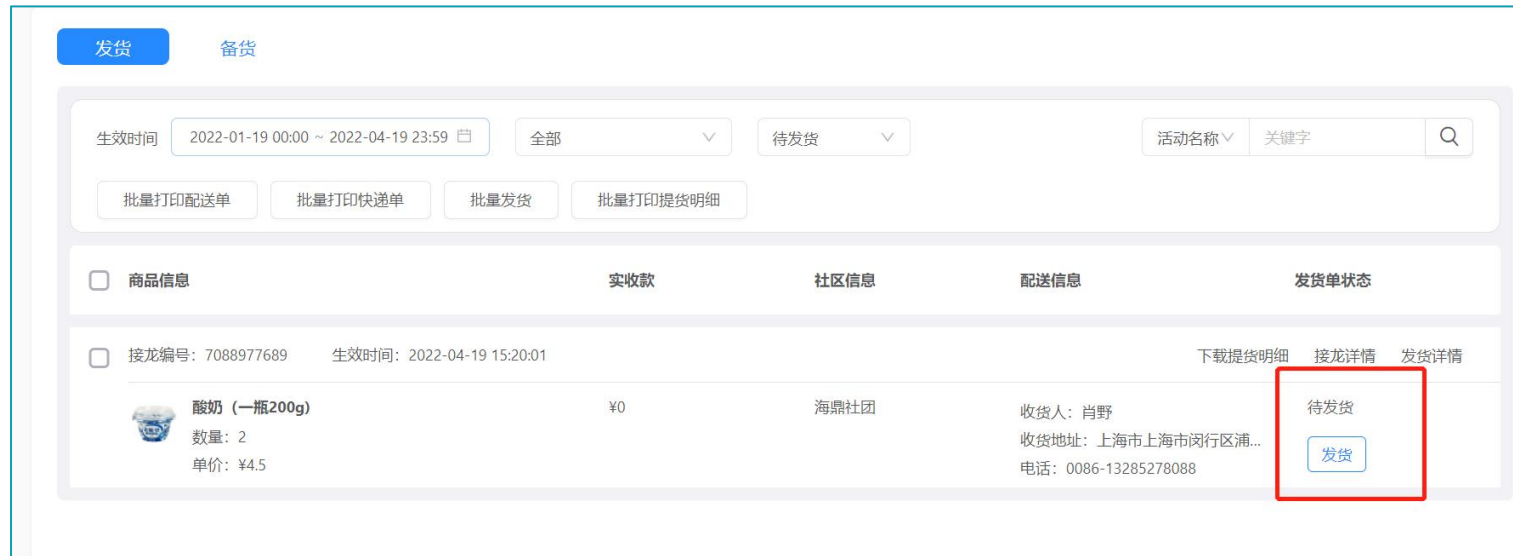 发货 备货
生效时间 2022-01-19 00:00 ~ 2022-04-19 23:59 全部 待发货 活动名称 关键字
批量打印配送单 批量打印快递单 批量发货 批量打印提货明细
商品信息 实收款 社区信息 配送信息 发货单状态
接龙编号：7088977689 生效时间：2022-04-19 15:20:01 下载提货明细 接龙详情 发货详情
酸奶（一瓶200g） ¥0 海鼎社团 收货人：肖野 待发货
数量：2 收货地址：上海市上海市闵行区浦... 发货
单价：¥4.5 电话：0086-13285278088